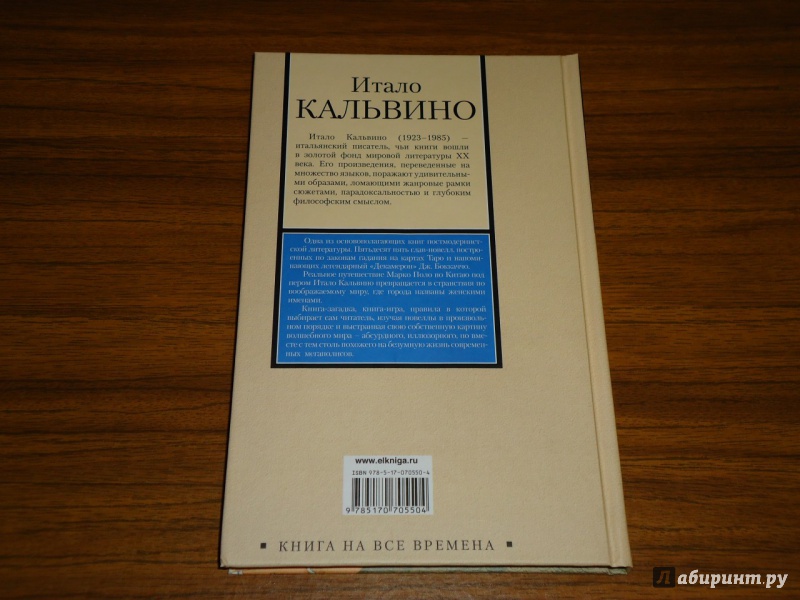 Итало
КАЛЬВИНО
Итало Кальвино (1923–1985) —
итальянский писатель, чьи книги вошли
в золотой фонд мировой литературы XX
века. Его произведения, переведенные на
множество языков, поражают удивительны-
ми образами, ломающими жанровые рамки
сюжетами, парадоксальностью и глубоким
философским смыслом.
Одна из основополагающих книг постмодернист-
ской литературы. Пятьдесят пять глав-новелл, постро-
енных по законам гадания на картах Таро и напоми-
нающих легендарный «Декамерон» Дж. Боккаччо.
Реальное путешествие Марко Поло по Китаю под
пером Итало Кальвино превращается в странствия по
воображаемому миру, где города названы женскими
именами.
Книга-загадка, книга-игра, правила в которой
выбирает сам читатель, изучая новеллы в произволь-
ном порядке и выстраивая свою собственную картину
волшебного мира – абсурдного, иллюзорного, но вме-
сте с тем столь похожего на безумную жизнь современ-
ных мегаполисов.
www.elkniga.ru
ISBN 978-5-17-070550-4
9 785170 705504
КНИГА НА ВСЕ ВРЕМЕНА
Лабиринт.ру